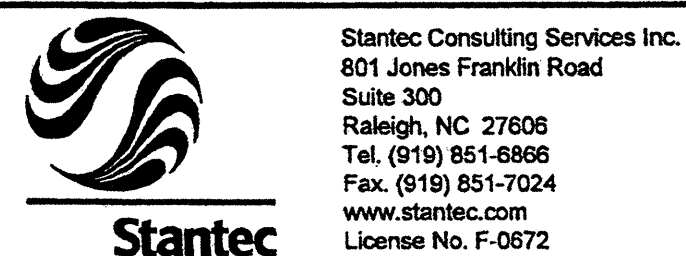 Stantec Consulting Services Inc.
801 Jones Franklin Road
Suite 300
Raleigh, NC 27606
Tel. (919) 851-6866
Fax. (919) 851-7024
www.stantec.com
License No. F-0672
Stantec